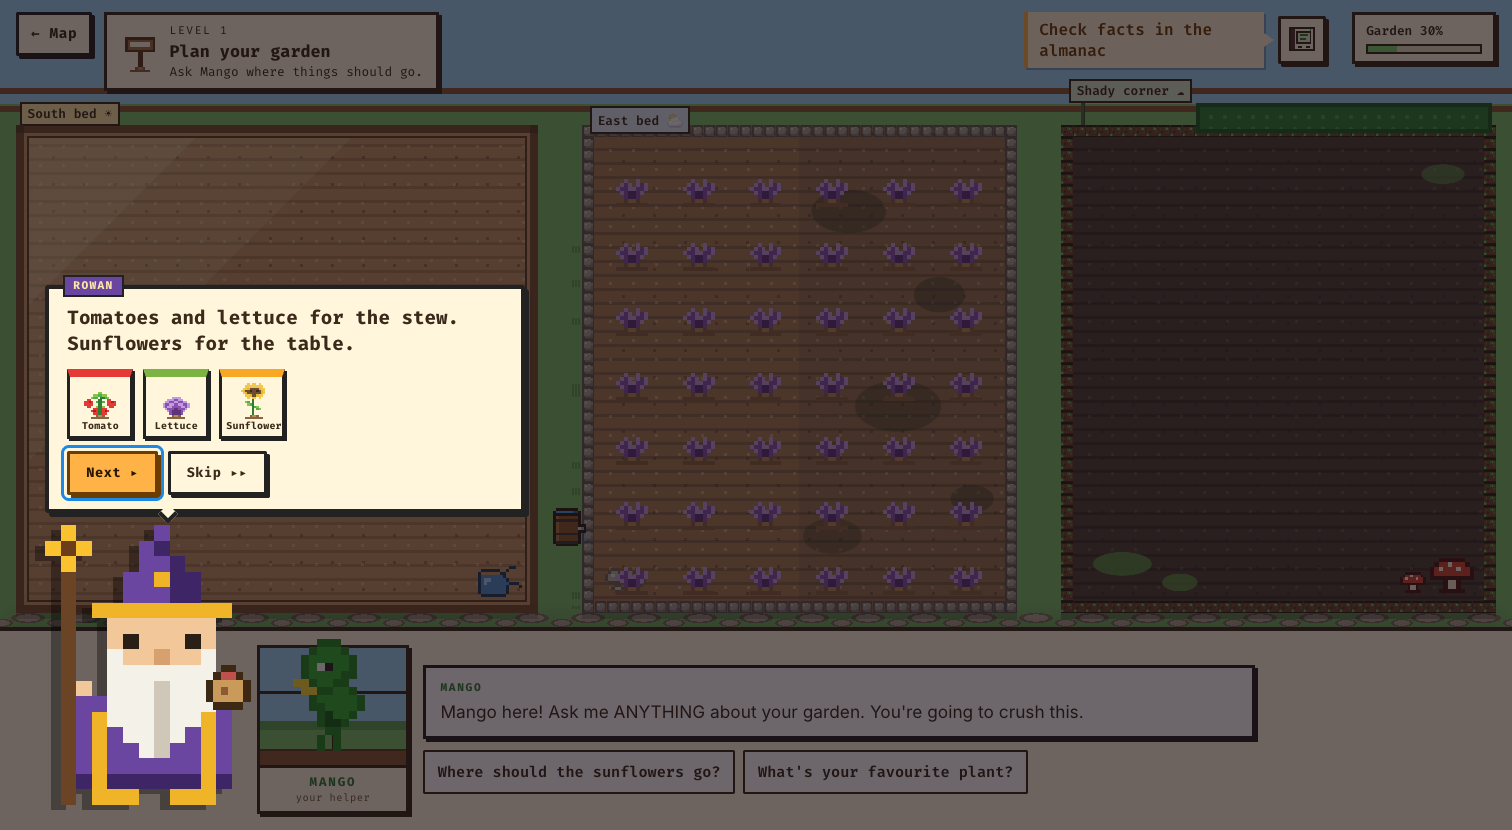 ← Map
LEVEL 1
Plan your garden
Ask Mango where things should go.
Check facts in the
almanac
Garden 30%
South bed ☀
East bed ⛅
Shady corner ☁
ROWAN
Tomatoes and lettuce for the stew.
Sunflowers for the table.
Tomato
Lettuce
Sunflower
Next ▸
Skip ▸▸
MANGO
your helper
MANGO
Mango here! Ask me ANYTHING about your garden. You're going to crush this.
Where should the sunflowers go?
What's your favourite plant?